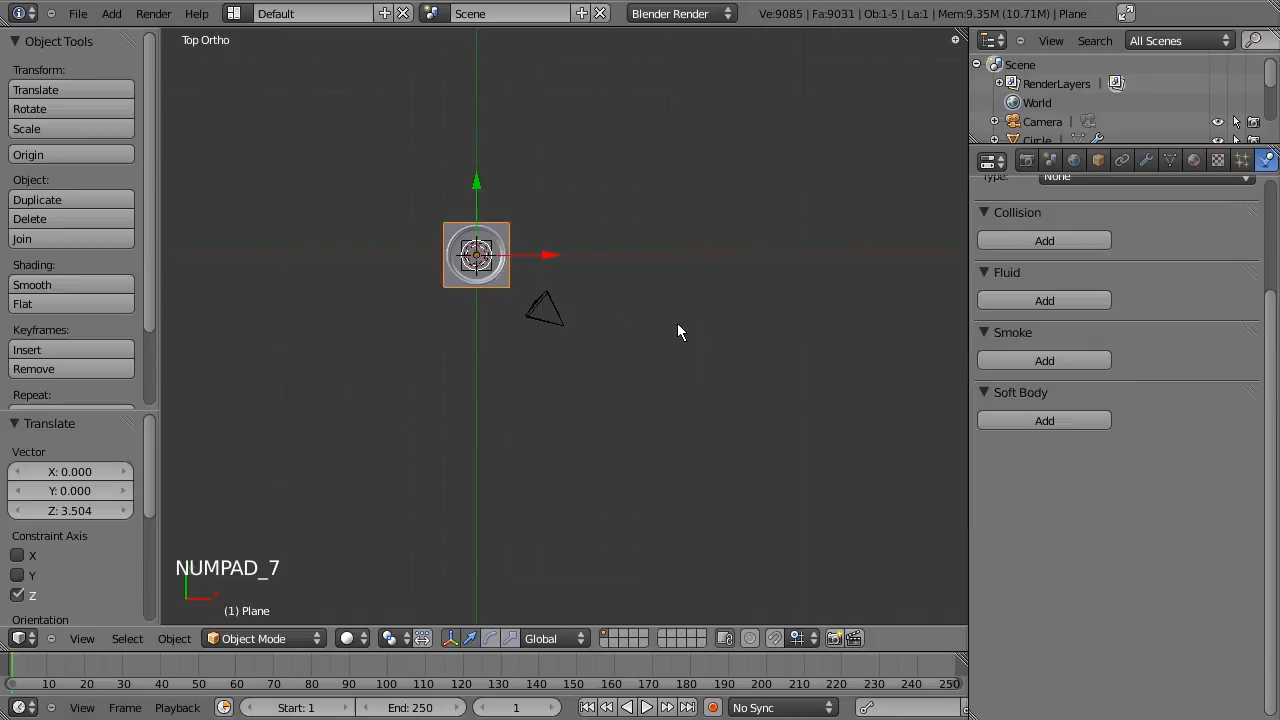 File Add Render Help Default Scene Blender Render Ve:9085 | Fa:9031 | Ob:1-5 | La:1 | Mem:9.35M (10.71M) | Plane
Object Tools
Transform:
Translate
Rotate
Scale
Origin
Object:
Duplicate
Delete
Join
Shading:
Smooth
Flat
Keyframes:
Insert
Remove
Repeat:
Translate
Vector
X: 0.000
Y: 0.000
Z: 3.504
Constraint Axis
X
Y
Z
Orientation
Top Ortho
NUMPAD_7
(1) Plane
View Select Object Object Mode Global
10 20 30 40 50 60 70 80 90 100 110 120 130 140 150 160 170 180 190 200 210 220 230 240 250
View Frame Playback Start: 1 End: 250 1 No Sync
View Search All Scenes
Scene
RenderLayers |
World
Camera |
Circle
Type: None
Collision
Add
Fluid
Add
Smoke
Add
Soft Body
Add